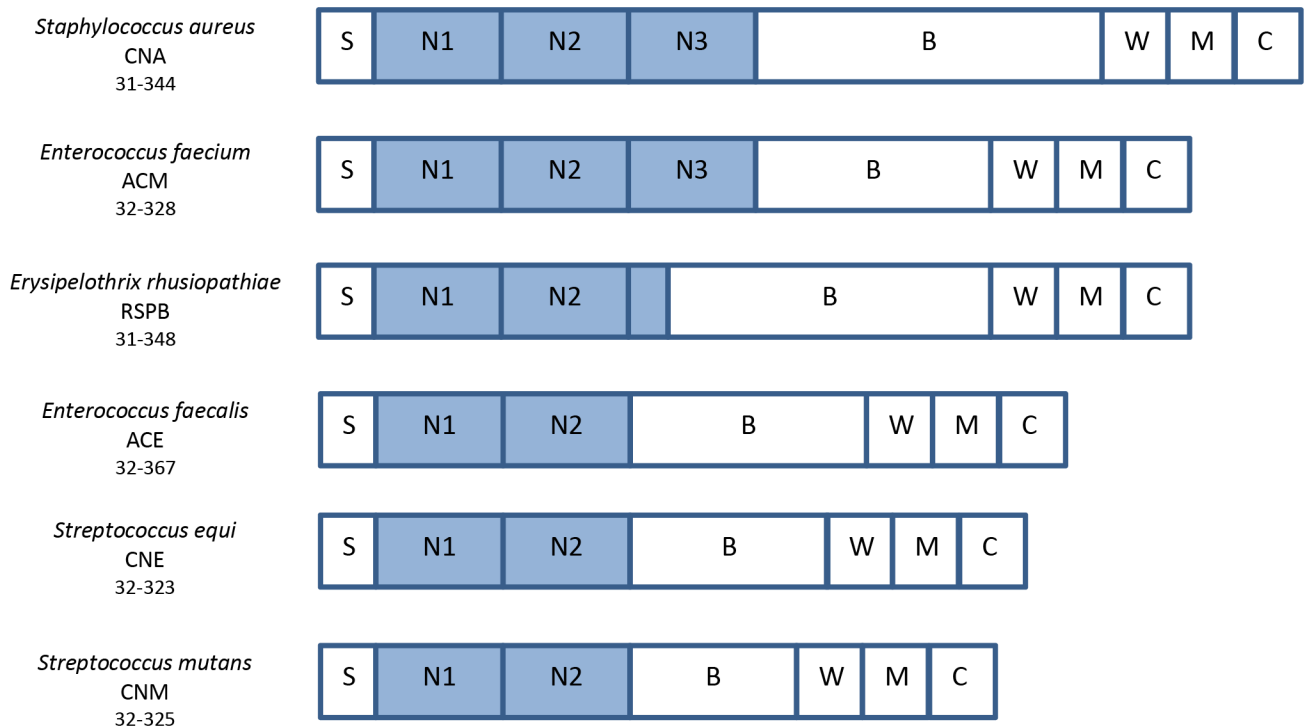 Staphylococcus aureus
CNA
31-344
S N1 N2 N3 B W M C
Enterococcus faecium
ACM
32-328
S N1 N2 N3 B W M C
Erysipelothrix rhusiopathiae
RSPB
31-348
S N1 N2 B W M C
Enterococcus faecalis
ACE
32-367
S N1 N2 B W M C
Streptococcus equi
CNE
32-323
S N1 N2 B W M C
Streptococcus mutans
CNM
32-325
S N1 N2 B W M C